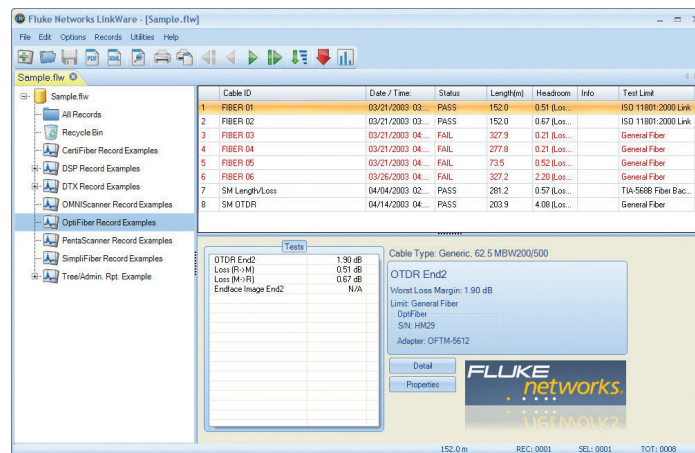 Fluke Networks LinkWare - [Sample.flw]
File Edit Options Records Utilities Help
PDF XML
Sample.flw
Sample.flw
All Records
Recycle Bin
CertiFiber Record Examples
DSP Record Examples
DTX Record Examples
OMNIScanner Record Examples
OptiFiber Record Examples
PentaScanner Record Examples
SimpliFiber Record Examples
Tree/Admin. Rpt. Example
Cable ID Date / Time: Status Length(m) Headroom Info Test Limit
1 FIBER 01 03/21/2003 03:... PASS 152.0 0.51 (Los... ISO 11801:2000 Link
2 FIBER 02 03/21/2003 03:... PASS 152.0 0.67 (Los... ISO 11801:2000 Link
3 FIBER 03 03/21/2003 04:... FAIL 327.9 0.21 (Los... General Fiber
4 FIBER 04 03/21/2003 04:... FAIL 277.8 0.21 (Los... General Fiber
5 FIBER 05 03/21/2003 04:... FAIL 73.5 0.52 (Los... General Fiber
6 FIBER 06 03/26/2003 04:... FAIL 327.2 2.20 (Los... General Fiber
7 SM Length/Loss 04/04/2003 02:... PASS 281.2 0.57 (Los... TIA-568B Fiber Bac...
8 SM OTDR 04/14/2003 04:... PASS 203.9 4.08 (Los... General Fiber
Tests
OTDR End2 1.90 dB
Loss (R->M) 0.51 dB
Loss (M->R) 0.67 dB
Endface Image End2 N/A
Cable Type: Generic, 62.5 MBW200/500
OTDR End2
Worst Loss Margin: 1.90 dB
Limit: General Fiber
OptiFiber
S/N: HM29
Adapter: OFTM-5612
Detail
Properties
FLUKE
networks.
152.0 m REC: 0001 SEL: 0001 TOT: 0008